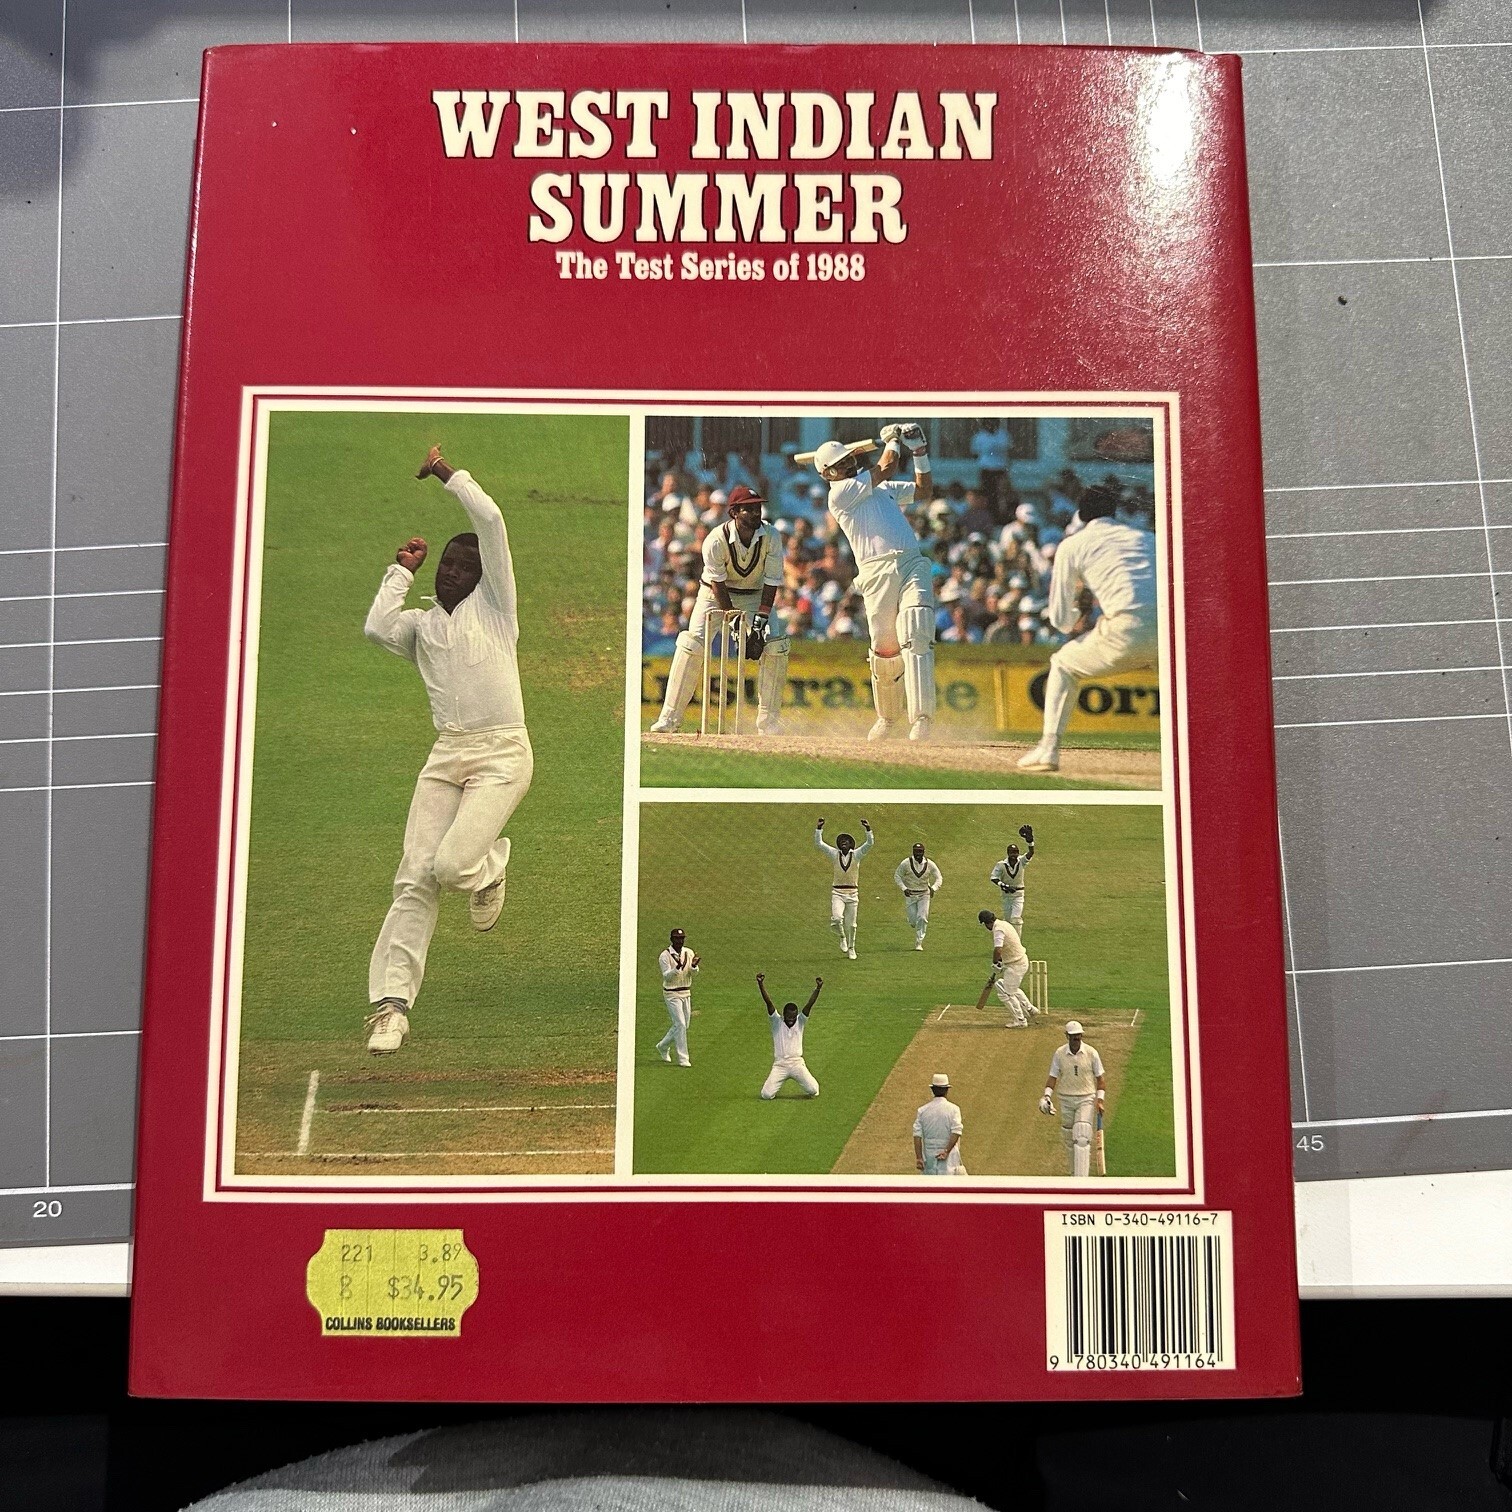 WEST INDIAN
SUMMER
The Test Series of 1988
Insurance
Corn
221 3.89
8 $34.95
COLLINS BOOKSELLERS
ISBN 0-340-49116-7
9 780340 491164
20
45